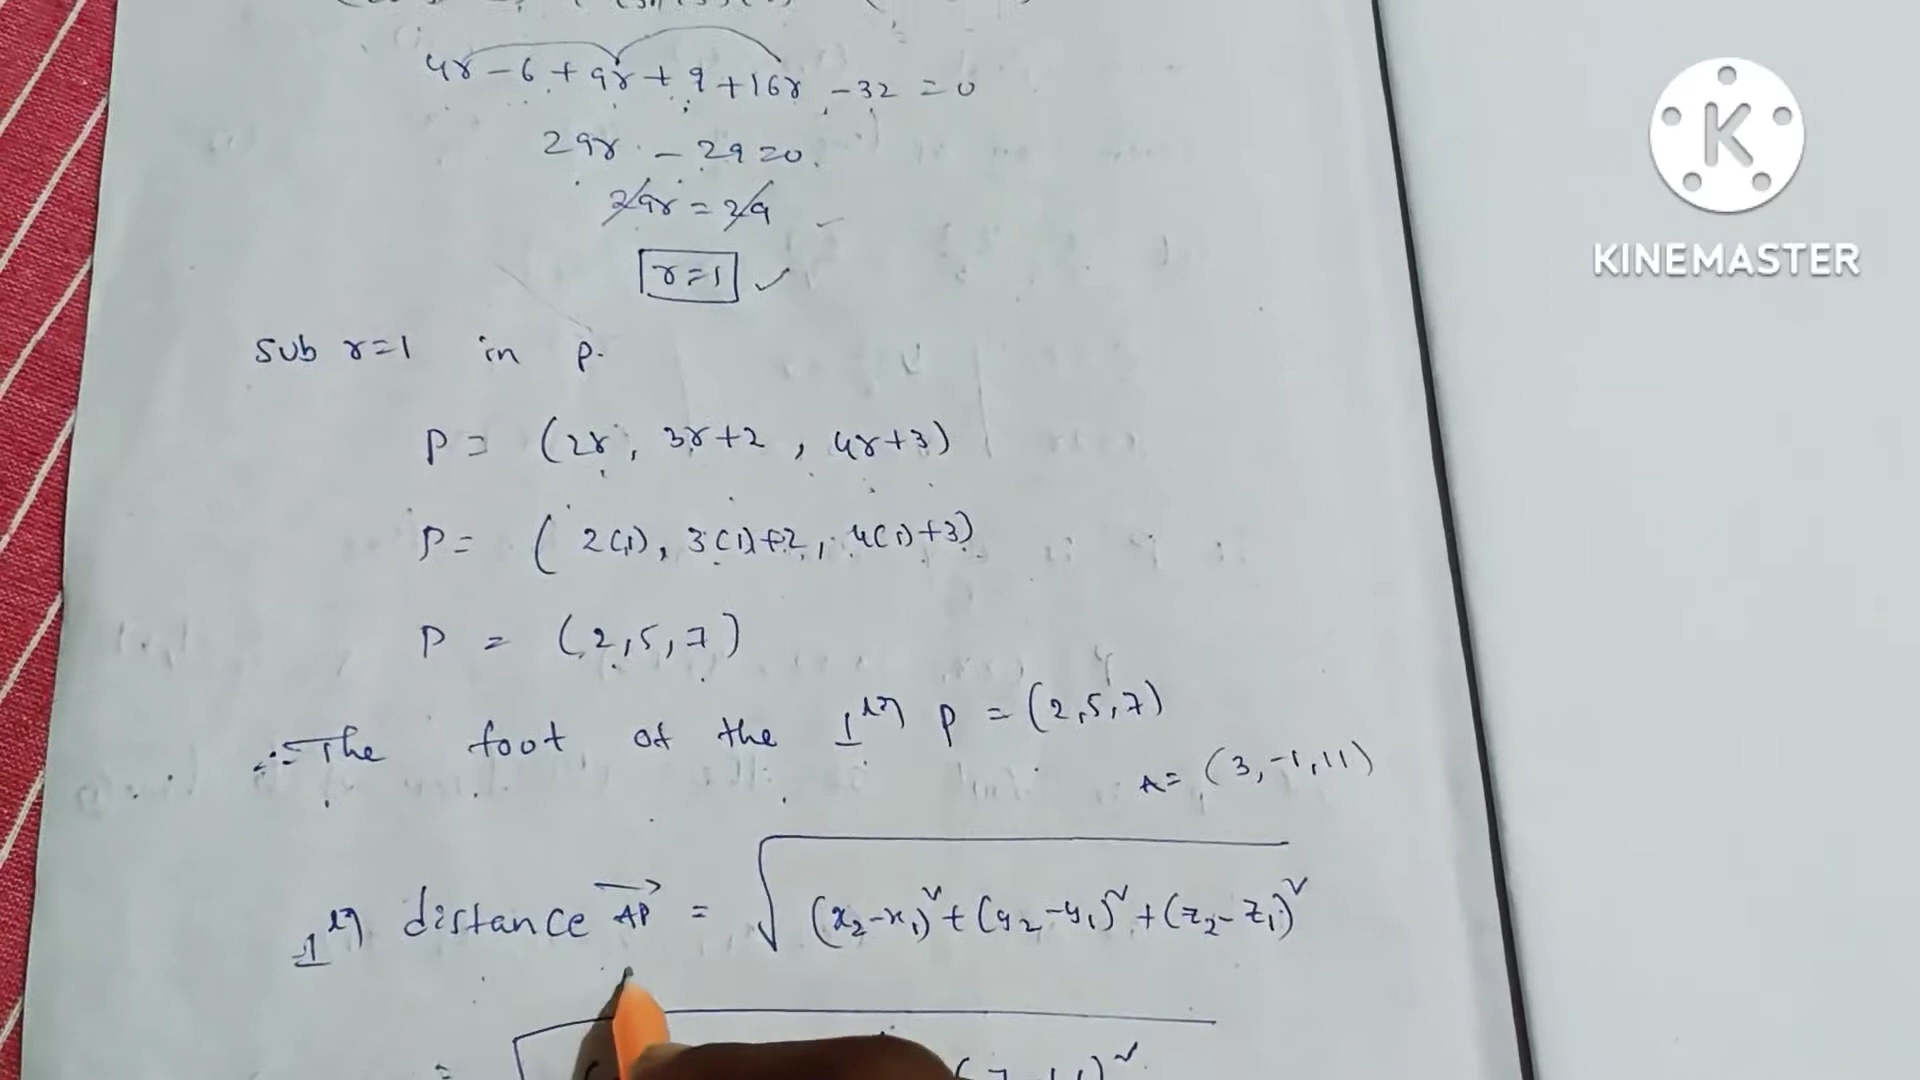 4r - 6 + 9r + 9 + 16r - 32 = 0
29r - 29 = 0.
29r = 29
r = 1 ✓
Sub r=1 in P.
P = (2r, 3r+2, 4r+3)
P = ( 2(1), 3(1)+2, 4(1)+3)
P = (2,5,7)
∴ The foot of the ⊥ P = (2,5,7)
A = (3,-1,11)
⊥ distance AP = √(x₂-x₁)² + (y₂-y₁)² + (z₂-z₁)²
K
KINEMASTER